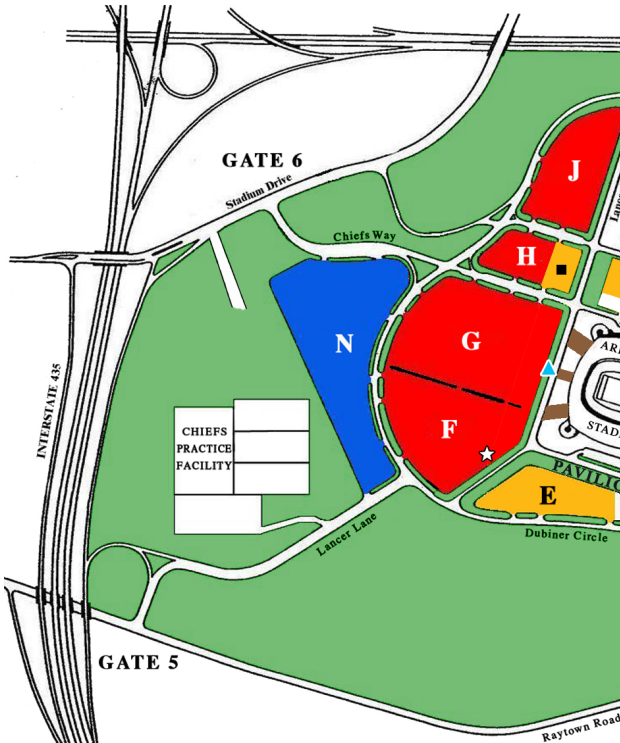 GATE 6
J
Stadium Drive
Chiefs Way
H
N
G
INTERSTATE 435
CHIEFS
PRACTICE
FACILITY
F
E
Lancer Lane
Dubiner Circle
GATE 5
Raytown Road